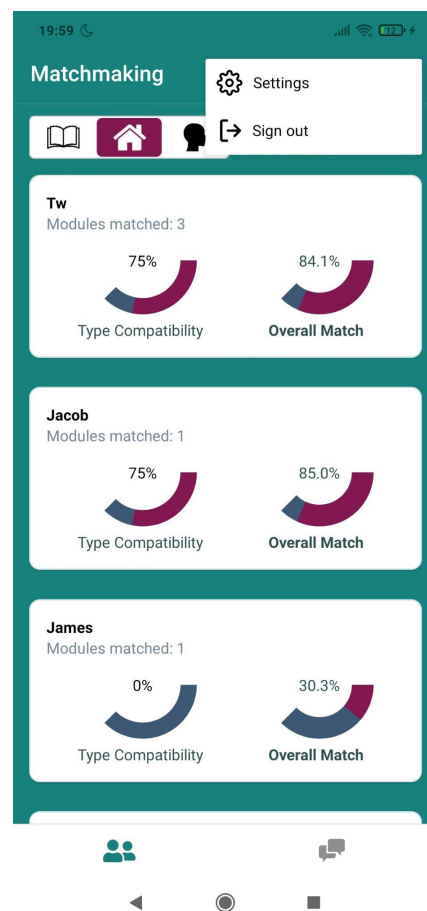 19:59 12
Matchmaking
Settings
Sign out
Tw
Modules matched: 3
75% 84.1%
Type Compatibility Overall Match
Jacob
Modules matched: 1
75% 85.0%
Type Compatibility Overall Match
James
Modules matched: 1
0% 30.3%
Type Compatibility Overall Match